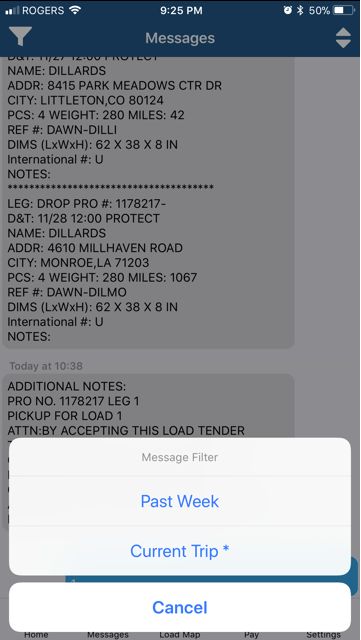 ROGERS 9:25 PM 50%
Messages
D&T: 11/27 12:00 PROTECT
NAME: DILLARDS
ADDR: 8415 PARK MEADOWS CTR DR
CITY: LITTLETON,CO 80124
PCS: 4 WEIGHT: 280 MILES: 42
REF #: DAWN-DILLI
DIMS (LxWxH): 62 X 38 X 8 IN
International #: U
NOTES:
***************************************
LEG: DROP PRO #: 1178217-
D&T: 11/28 12:00 PROTECT
NAME: DILLARDS
ADDR: 4610 MILLHAVEN ROAD
CITY: MONROE,LA 71203
PCS: 4 WEIGHT: 280 MILES: 1067
REF #: DAWN-DILMO
DIMS (LxWxH): 62 X 38 X 8 IN
International #: U
NOTES:
Today at 10:38
ADDITIONAL NOTES:
PRO NO. 1178217 LEG 1
PICKUP FOR LOAD 1
ATTN:BY ACCEPTING THIS LOAD TENDER
Message Filter
Past Week
Current Trip *
Cancel
Home Messages Load Map Pay Settings